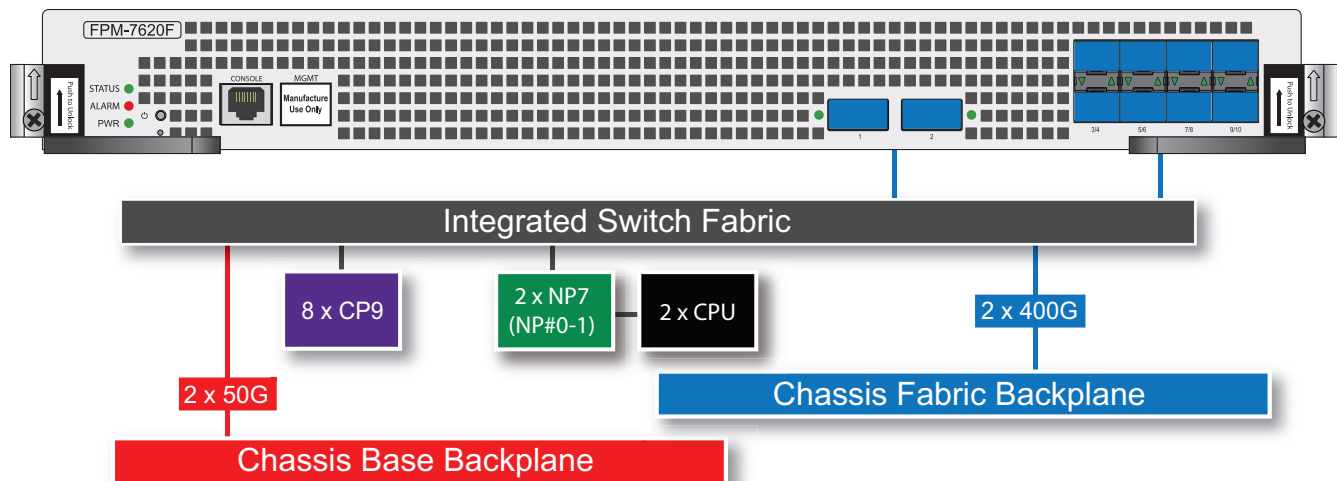 FPM-7620F
CONSOLE
MGMT
Push to Unlock
STATUS
ALARM
PWR
Manufacture
Use Only
Push to Unlock
1
2
3/4
5/6
7/8
9/10
Integrated Switch Fabric
8 x CP9
2 x NP7
(NP#0-1)
2 x CPU
2 x 400G
2 x 50G
Chassis Fabric Backplane
Chassis Base Backplane